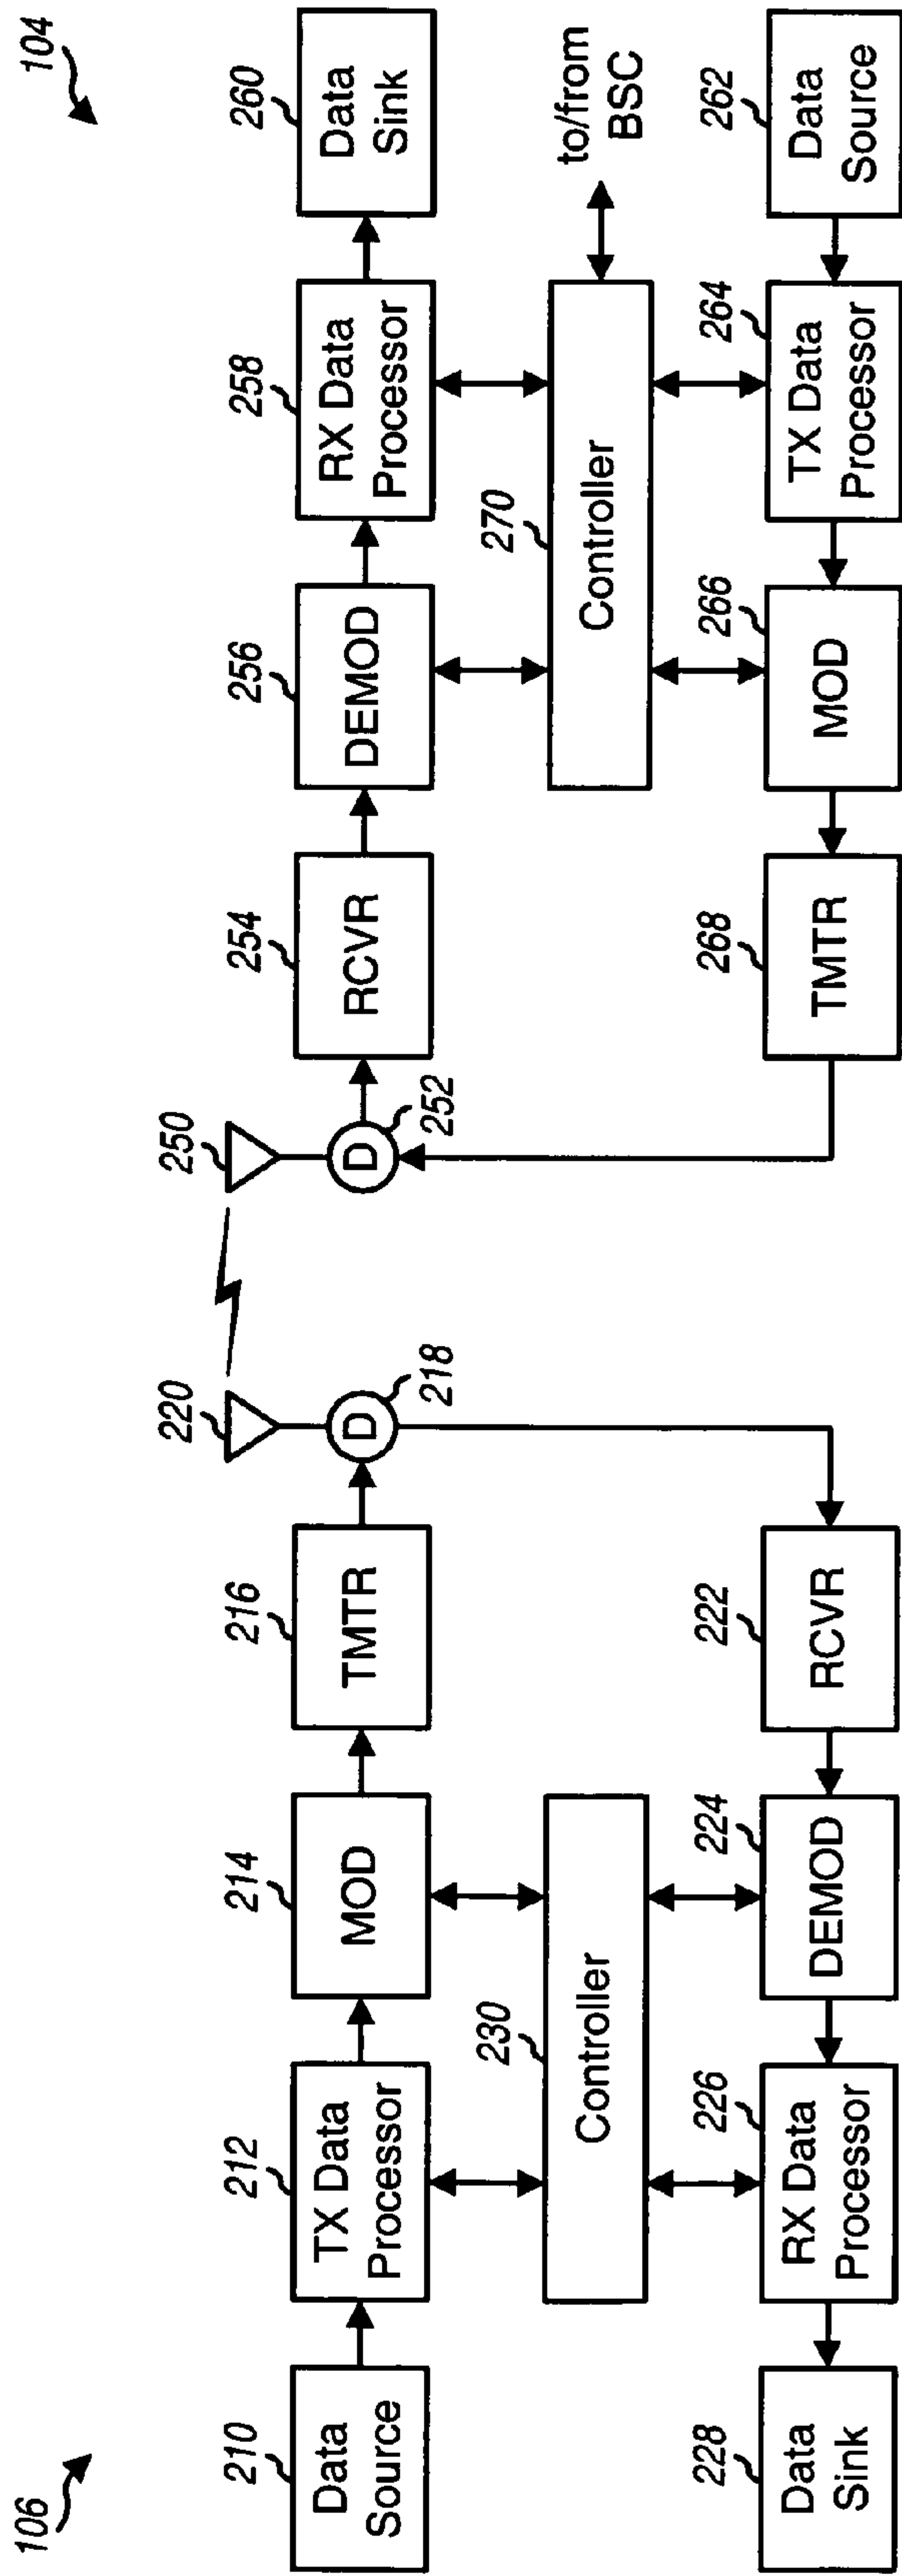 106
104
210
Data
Source
212
TX Data
Processor
214
MOD
216
TMTR
220
D
218
250
D
252
254
RCVR
256
DEMOD
258
RX Data
Processor
260
Data
Sink
230
Controller
270
Controller
to/from
BSC
228
Data
Sink
226
RX Data
Processor
224
DEMOD
222
RCVR
268
TMTR
266
MOD
264
TX Data
Processor
262
Data
Source